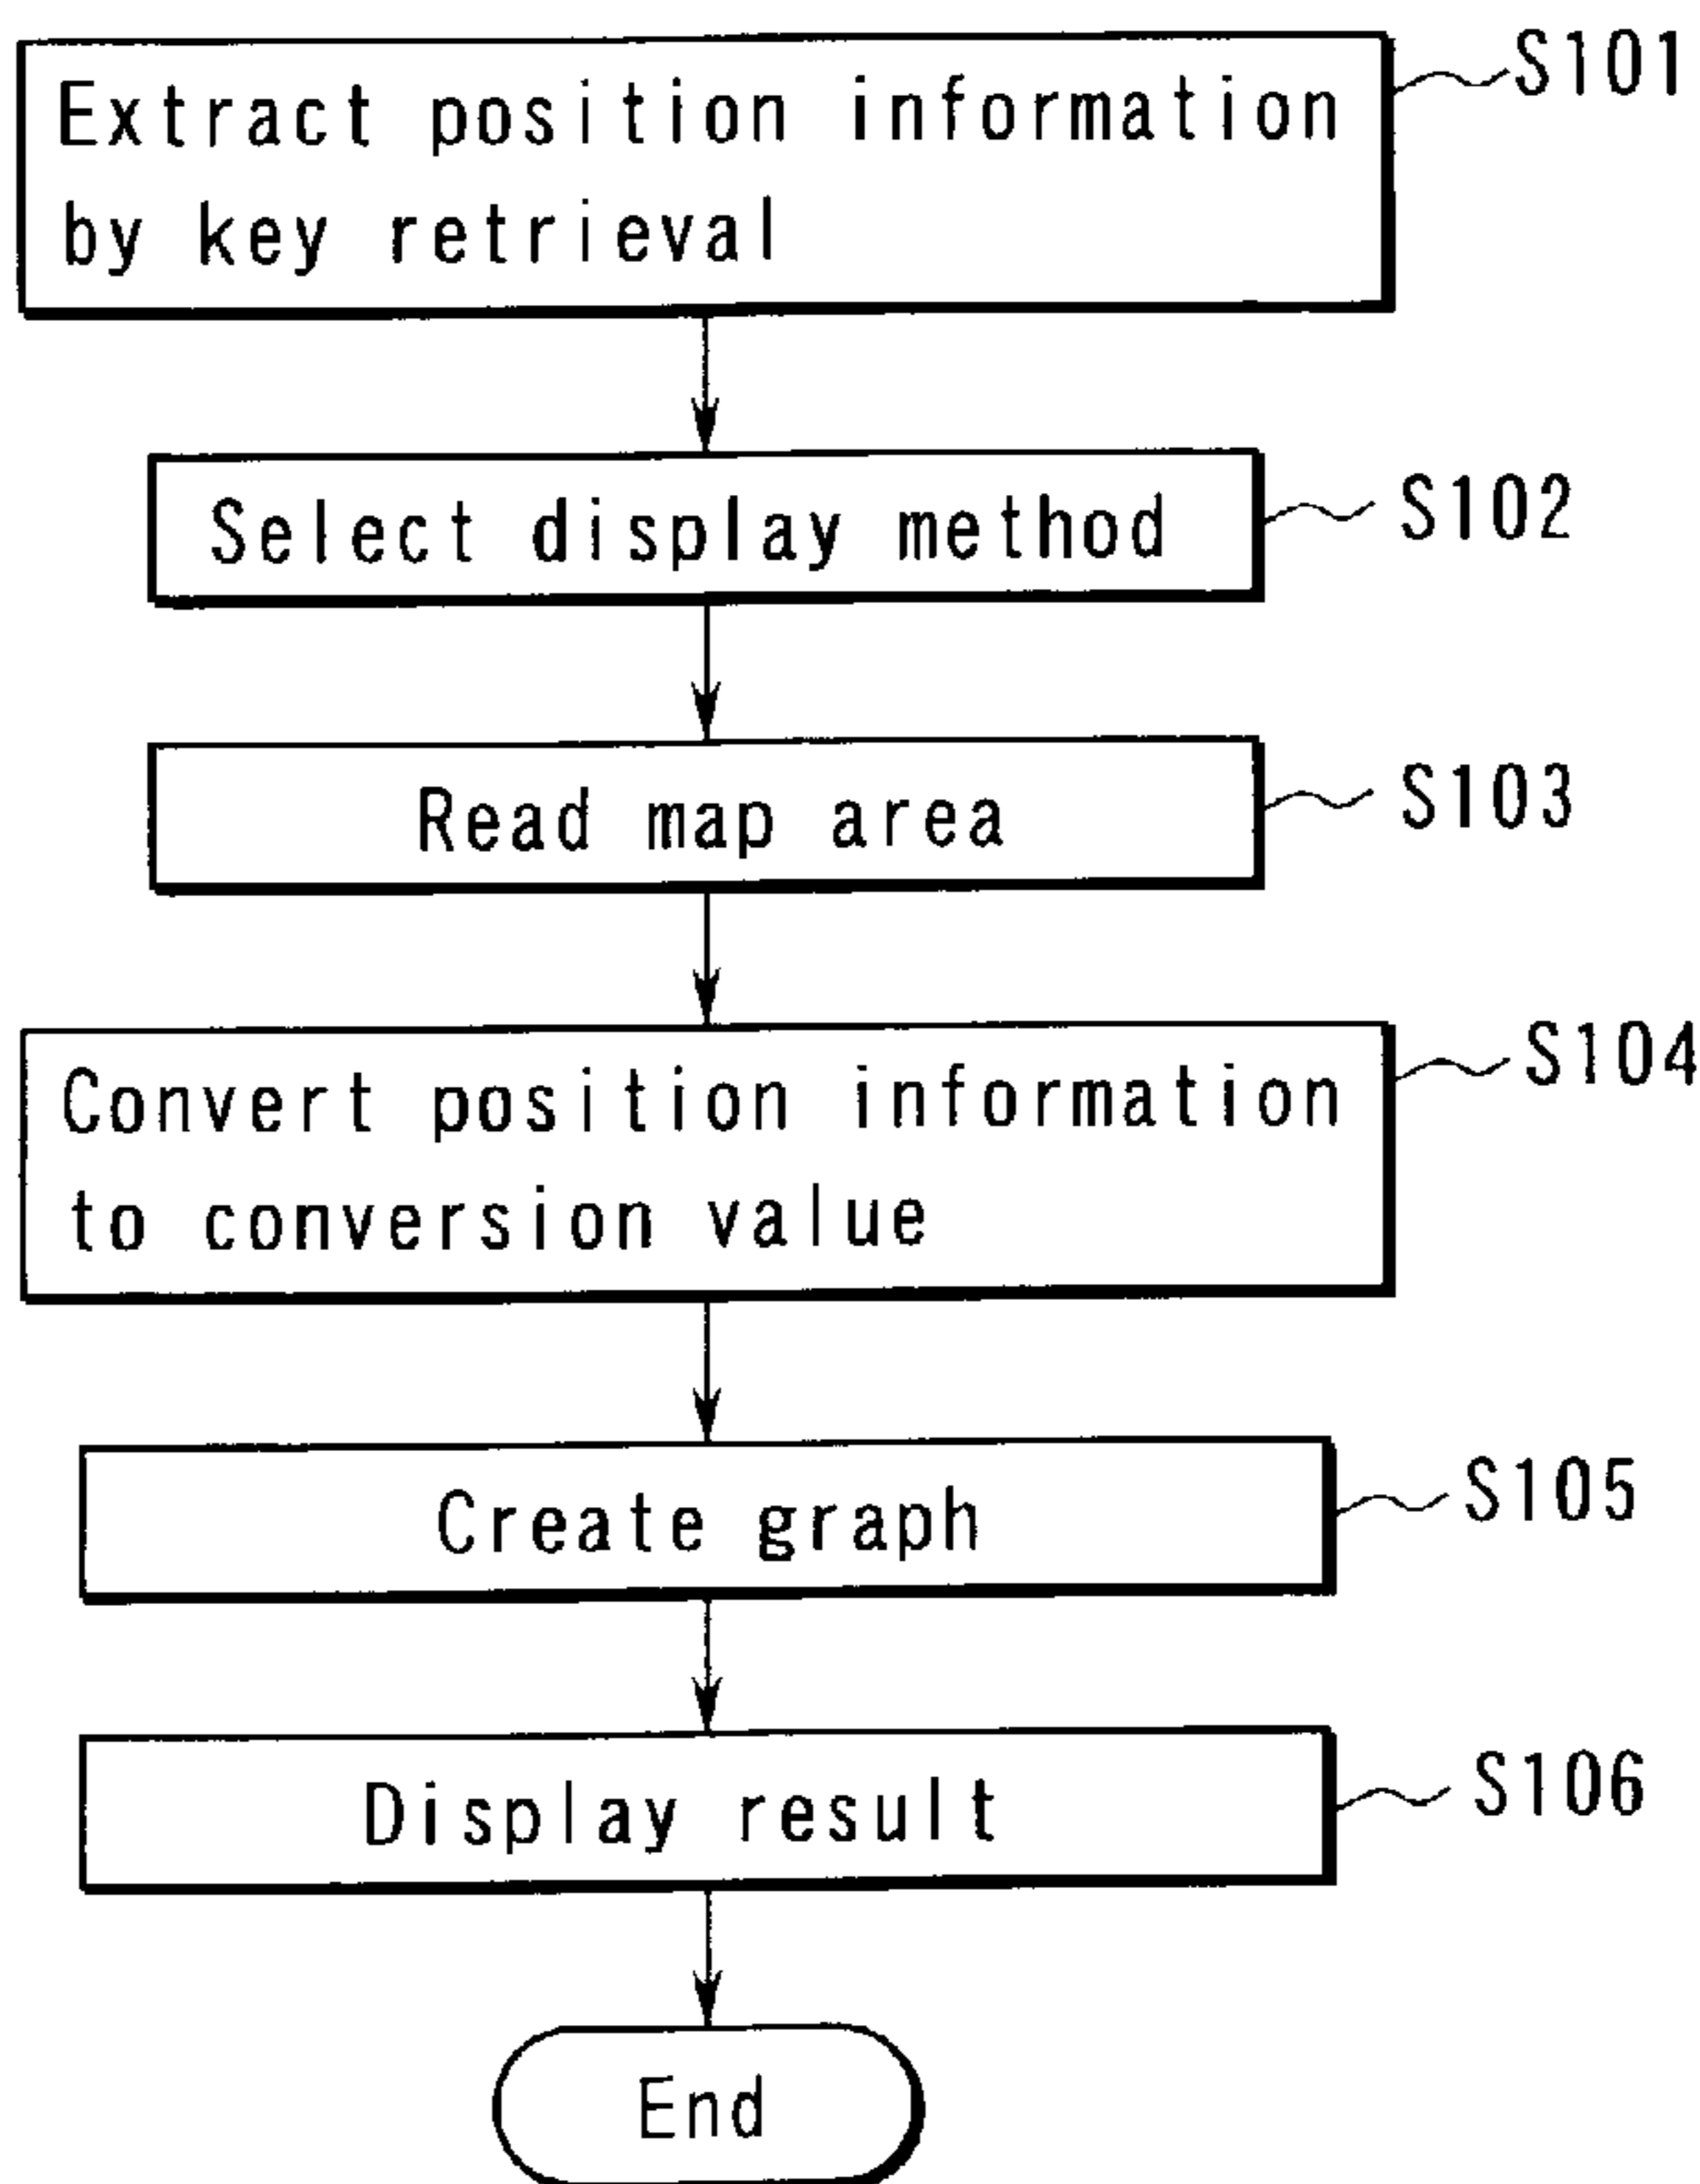 Extract position information
by key retrieval
S101
Select display method
S102
Read map area
S103
Convert position information
to conversion value
S104
Create graph
S105
Display result
S106
End